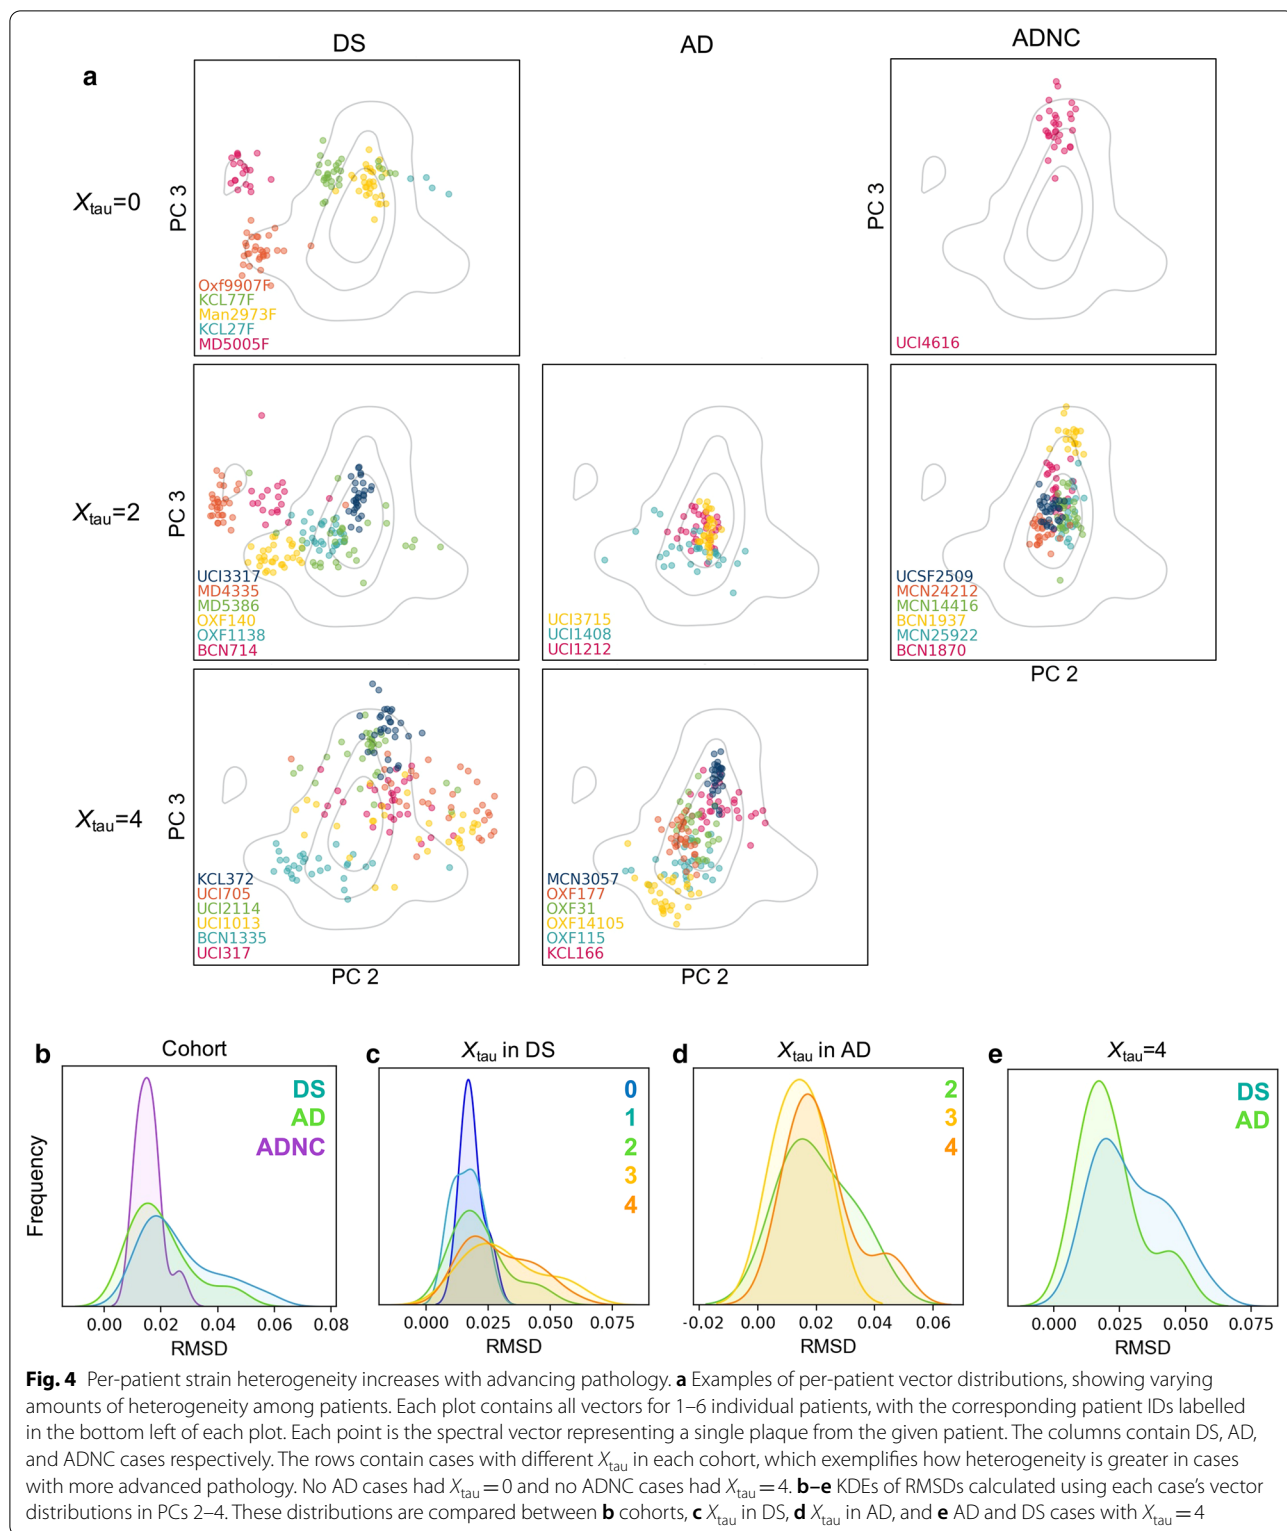 DS
AD
ADNC
a
Xtau=0
PC 3
Oxf9907F
KCL77F
Man2973F
KCL27F
MD5005F
PC 3
UCI4616
Xtau=2
PC 3
UCI3317
MD4335
MD5386
OXF140
OXF1138
BCN714
UCI3715
UCI1408
UCI1212
UCSF2509
MCN24212
MCN14416
BCN1937
MCN25922
BCN1870
PC 2
Xtau=4
PC 3
KCL372
UCI705
UCI2114
UCI1013
BCN1335
UCI317
PC 2
MCN3057
OXF177
OXF31
OXF14105
OXF115
KCL166
PC 2
b
Cohort
DS
AD
ADNC
Frequency
0.00 0.02 0.04 0.06 0.08
RMSD
c
Xtau in DS
0
1
2
3
4
0.000 0.025 0.050 0.075
RMSD
d
Xtau in AD
2
3
4
-0.02 0.00 0.02 0.04 0.06
RMSD
e
Xtau=4
DS
AD
0.000 0.025 0.050 0.075
RMSD
Fig. 4 Per-patient strain heterogeneity increases with advancing pathology. a Examples of per-patient vector distributions, showing varying
amounts of heterogeneity among patients. Each plot contains all vectors for 1–6 individual patients, with the corresponding patient IDs labelled
in the bottom left of each plot. Each point is the spectral vector representing a single plaque from the given patient. The columns contain DS, AD,
and ADNC cases respectively. The rows contain cases with different Xtau in each cohort, which exemplifies how heterogeneity is greater in cases
with more advanced pathology. No AD cases had Xtau = 0 and no ADNC cases had Xtau = 4. b–e KDEs of RMSDs calculated using each case's vector
distributions in PCs 2–4. These distributions are compared between b cohorts, c Xtau in DS, d Xtau in AD, and e AD and DS cases with Xtau = 4